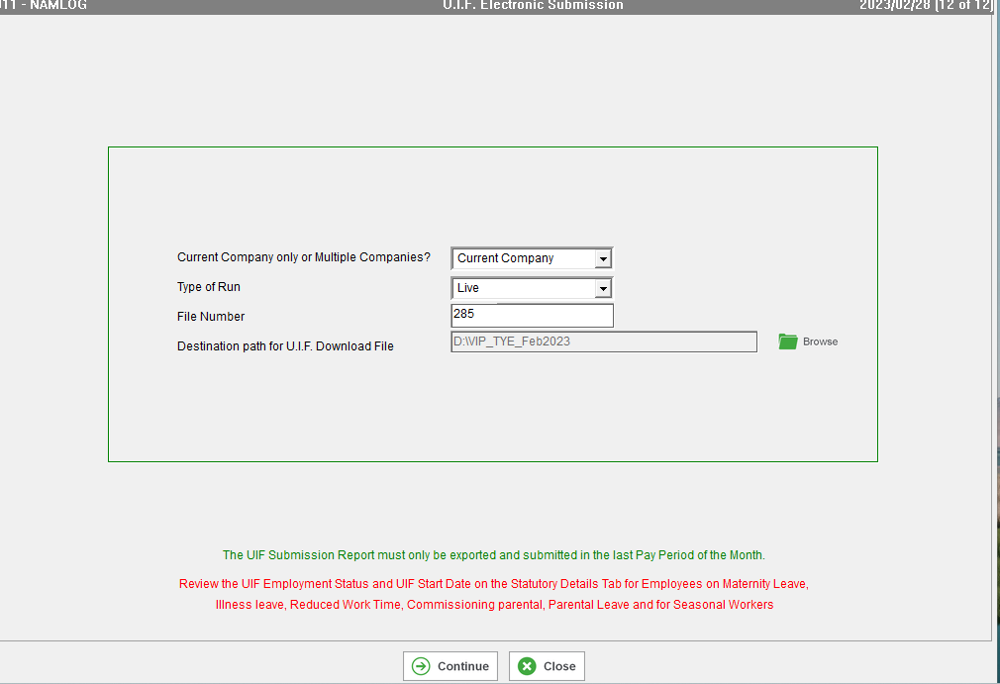 011 - NAMLOG U.I.F. Electronic Submission 2023/02/28 [12 of 12]
Current Company only or Multiple Companies? Current Company
Type of Run Live
File Number 285
Destination path for U.I.F. Download File D:\VIP_TYE_Feb2023 Browse
The UIF Submission Report must only be exported and submitted in the last Pay Period of the Month.
Review the UIF Employment Status and UIF Start Date on the Statutory Details Tab for Employees on Maternity Leave,
Illness leave, Reduced Work Time, Commissioning parental, Parental Leave and for Seasonal Workers
Continue Close